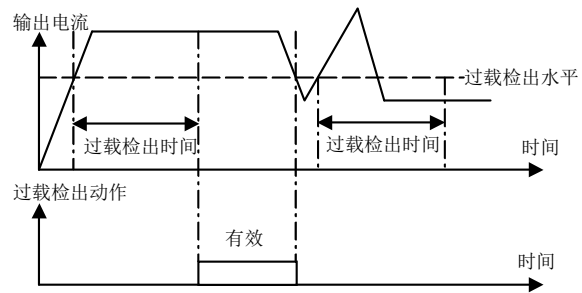 输出电流
过载检出水平
过载检出时间
过载检出时间
时间
过载检出动作
有效
时间